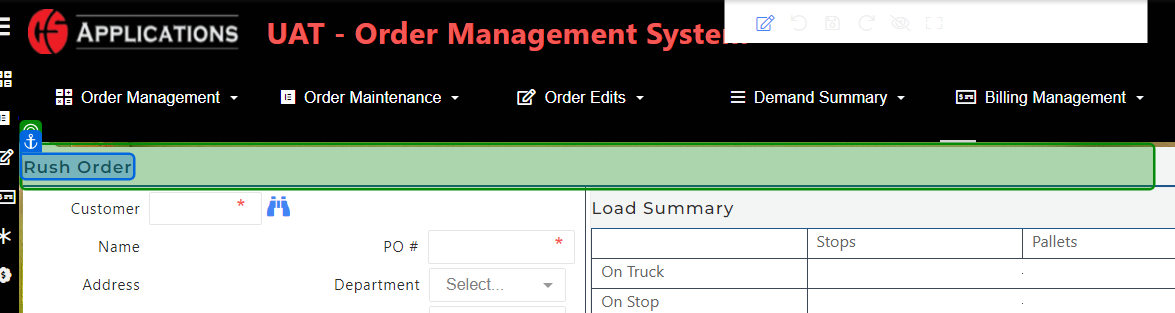 APPLICATIONS
UAT - Order Management System
Order Management Order Maintenance Order Edits Demand Summary Billing Management
Rush Order
Customer *
Load Summary
Name PO # *
Stops Pallets
Address Department Select...
On Truck
On Stop